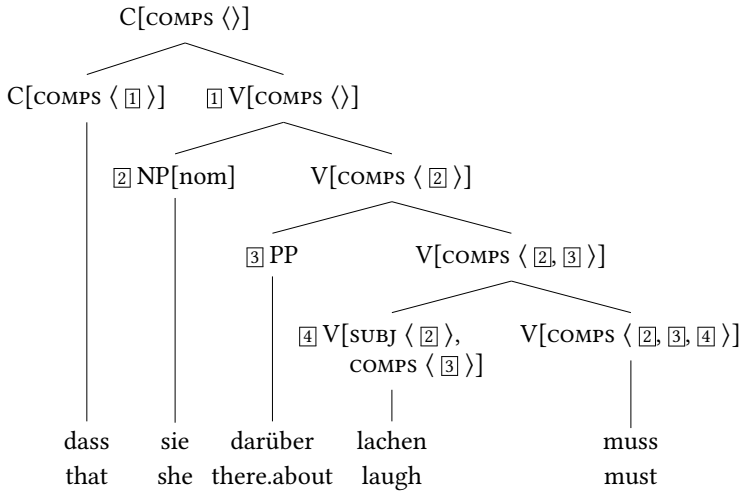 C[COMPS ⟨⟩]
C[COMPS ⟨ 1 ⟩] 1 V[COMPS ⟨⟩]
2 NP[nom] V[COMPS ⟨ 2 ⟩]
3 PP V[COMPS ⟨ 2, 3 ⟩]
4 V[SUBJ ⟨ 2 ⟩, V[COMPS ⟨ 2, 3, 4 ⟩]
COMPS ⟨ 3 ⟩]
dass sie darüber lachen muss
that she there.about laugh must